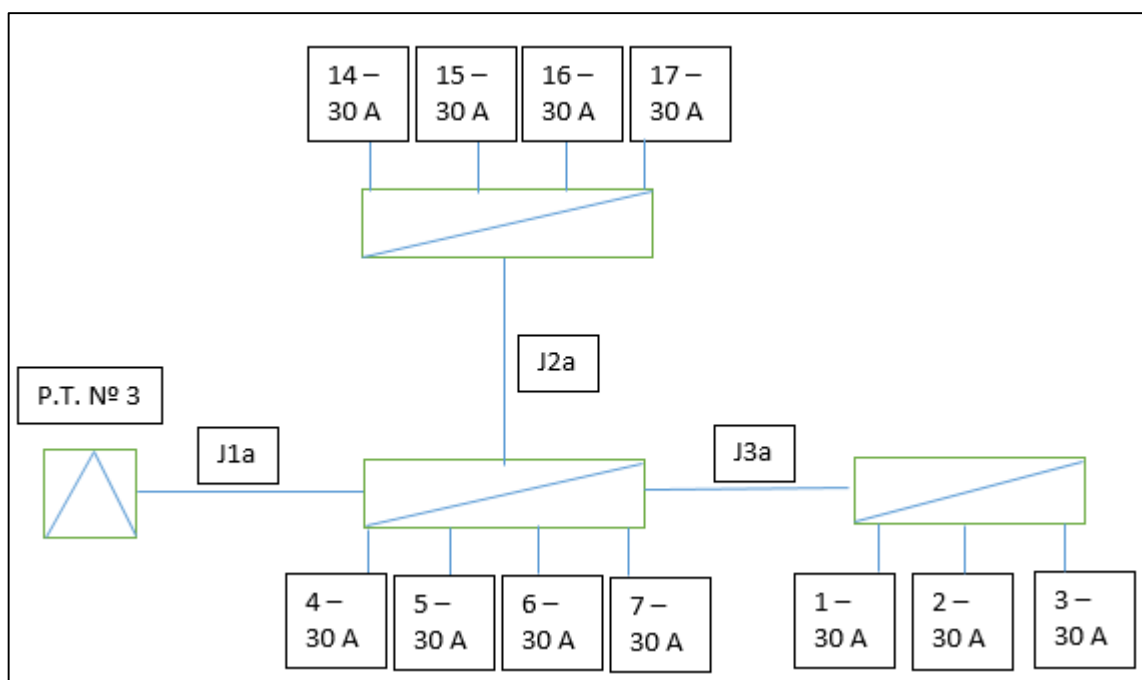 14 –
30 A
15 –
30 A
16 –
30 A
17 –
30 A
J2a
P.T. Nº 3
J1a
J3a
4 –
30 A
5 –
30 A
6 –
30 A
7 –
30 A
1 –
30 A
2 –
30 A
3 –
30 A